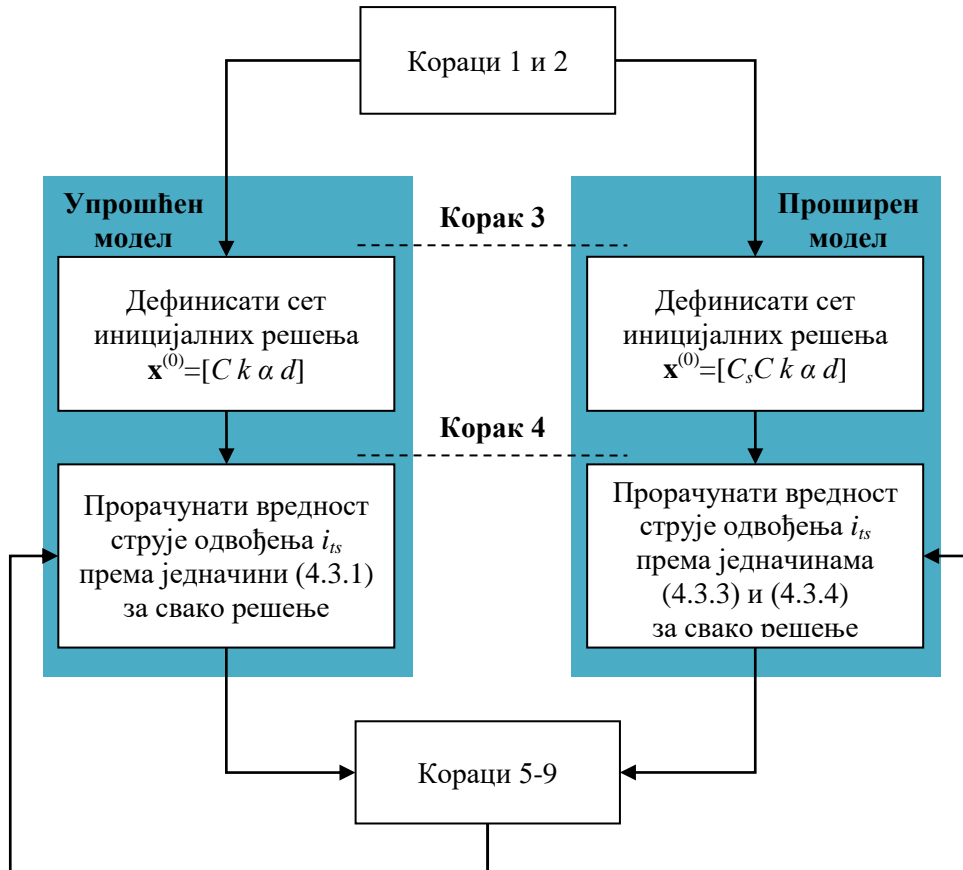 Кораци 1 и 2
Упрошћен
модел
Корак 3
Проширен
модел
Дефинисати сет
иницијалних решења
x⁽⁰⁾=[C k α d]
Дефинисати сет
иницијалних решења
x⁽⁰⁾=[CₛC k α d]
Корак 4
Прорачунати вредност
струје одвођења iₜₛ
према једначини (4.3.1)
за свако решење
Прорачунати вредност
струје одвођења iₜₛ
према једначинама
(4.3.3) и (4.3.4)
за свако решење
Кораци 5-9